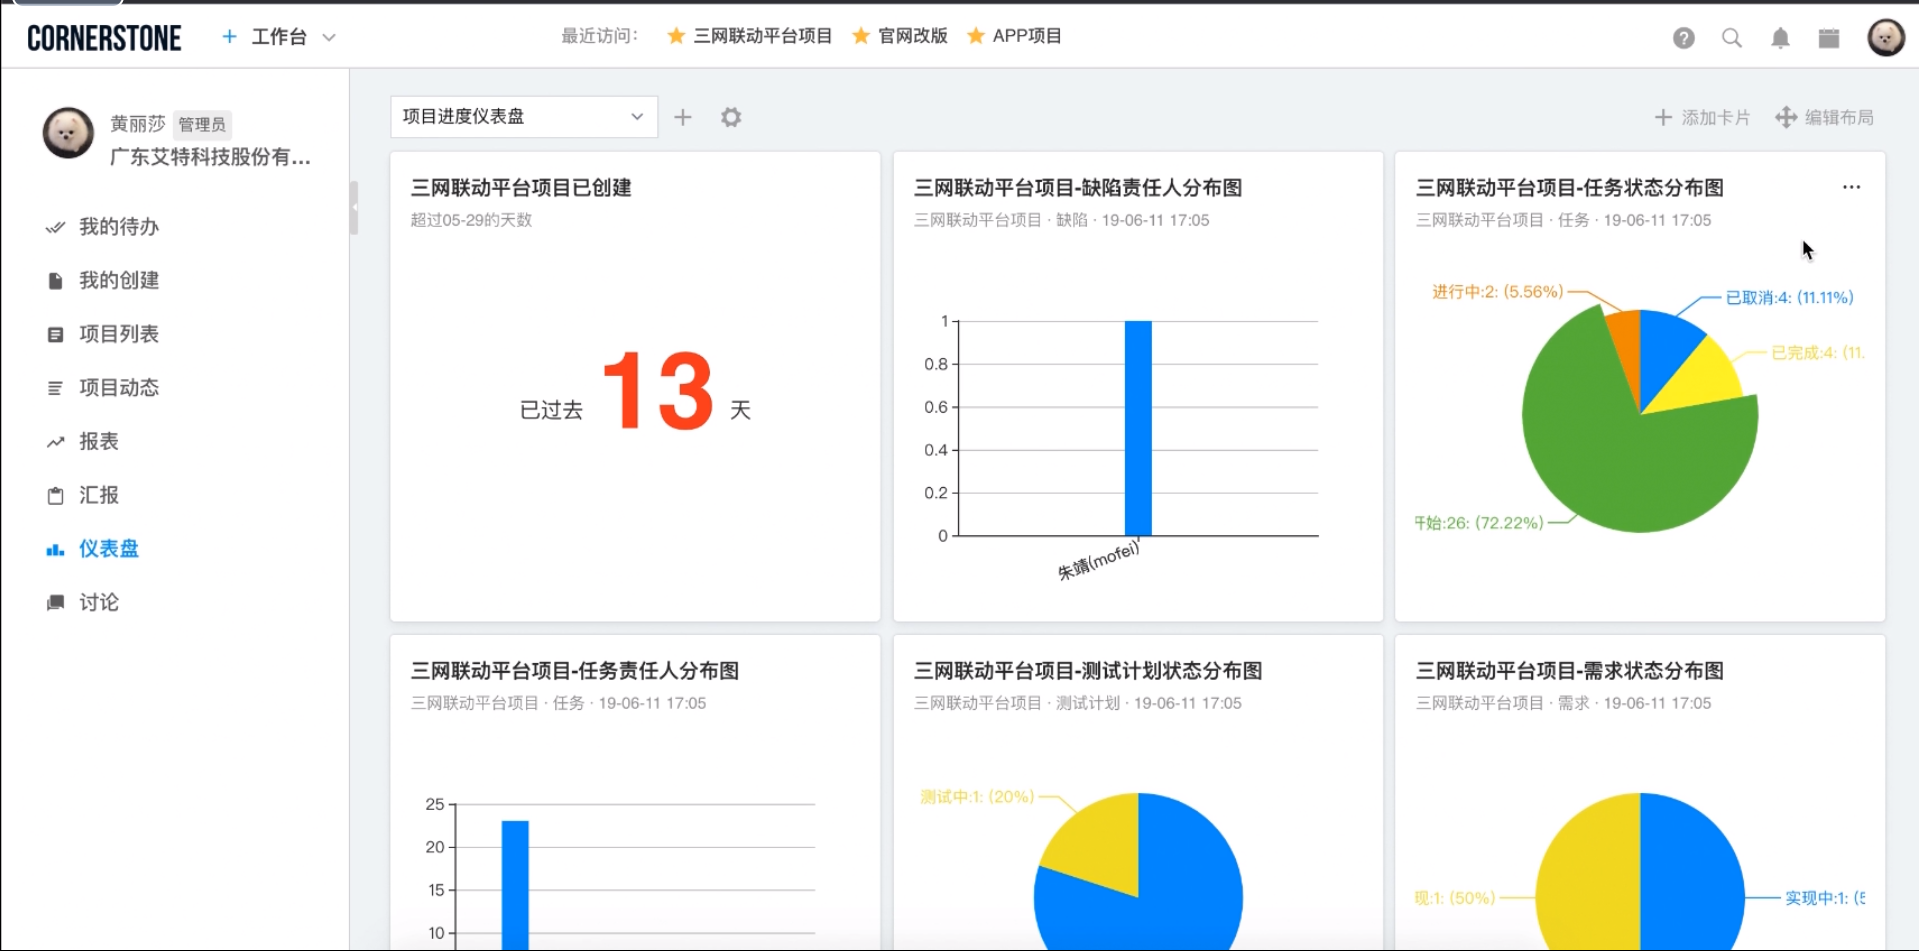 CORNERSTONE
+ 工作台
最近访问:
三网联动平台项目
官网改版
APP项目
黄丽莎 管理员
广东艾特科技股份有...
我的待办
我的创建
项目列表
项目动态
报表
汇报
仪表盘
讨论
项目进度仪表盘
添加卡片
编辑布局
三网联动平台项目已创建
超过05-29的天数
已过去 13 天
三网联动平台项目-缺陷责任人分布图
三网联动平台项目 · 缺陷 · 19-06-11 17:05
1
0.8
0.6
0.4
0.2
0
朱靖(mofei)
三网联动平台项目-任务状态分布图
三网联动平台项目 · 任务 · 19-06-11 17:05
进行中:2: (5.56%)
已取消:4: (11.11%)
已完成:4: (11.
开始:26: (72.22%)
三网联动平台项目-任务责任人分布图
三网联动平台项目 · 任务 · 19-06-11 17:05
25
20
15
10
三网联动平台项目-测试计划状态分布图
三网联动平台项目 · 测试计划 · 19-06-11 17:05
测试中:1: (20%)
三网联动平台项目-需求状态分布图
三网联动平台项目 · 需求 · 19-06-11 17:05
现:1: (50%)
实现中:1: (5